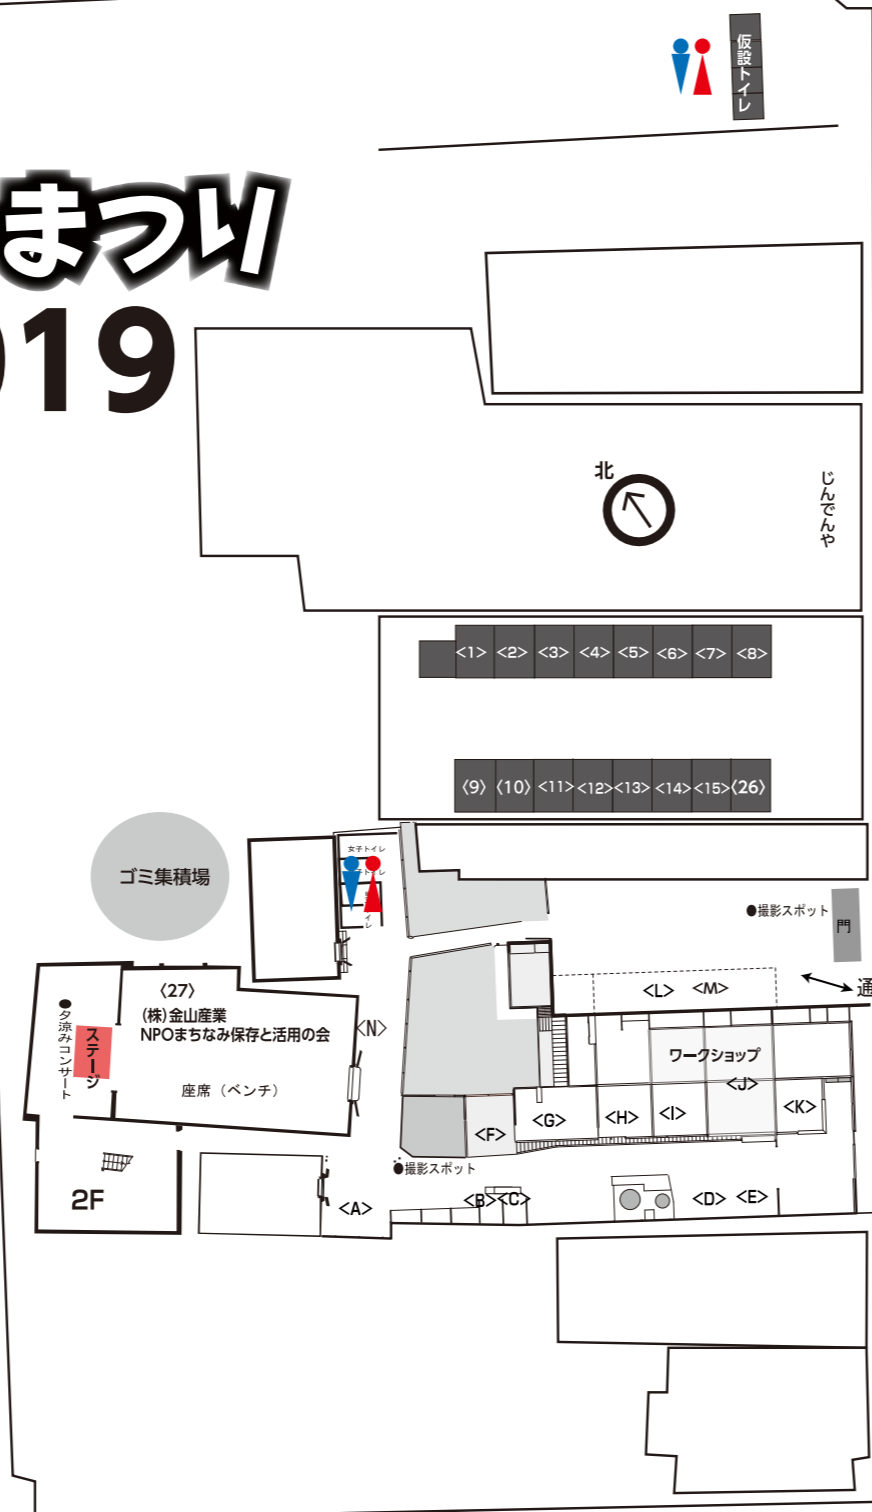 仮設トイレ
まつり
19
北
じんでんや
<1> <2> <3> <4> <5> <6> <7> <8>
〈9〉 〈10〉 <11> <12> <13> <14> <15> 〈26〉
女子トイレ
ゴミ集積場
●撮影スポット
門
通
<L> <M>
〈27〉
(株)金山産業
NPOまちなみ保存と活用の会
<N>
●夕涼みコンサート
ステージ
座席（ベンチ）
ワークショップ
<J>
<F> <G> <H> <I> <K>
●撮影スポット
2F
<A> <B> <C> <D> <E>